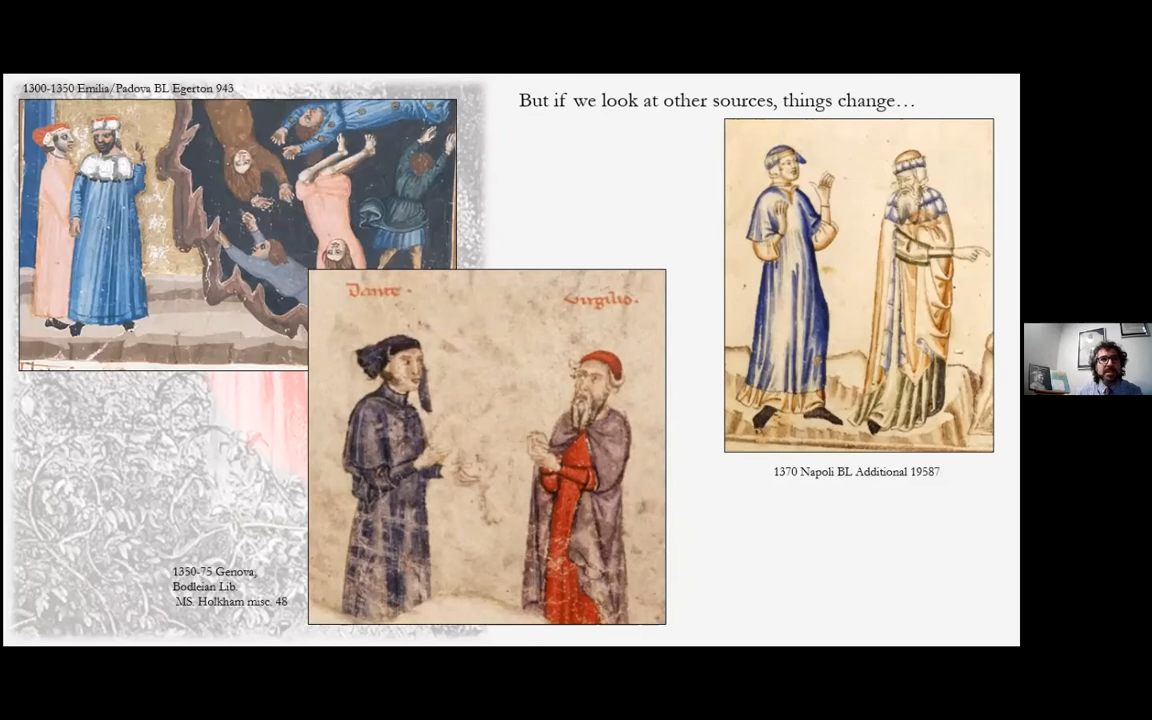 1300-1350 Emilia/Padova BL Egerton 943
But if we look at other sources, things change…
Dante ·
Virgilio.
1370 Napoli BL Additional 19587
1350-75 Genova,
Bodleian Lib.
MS. Holkham misc. 48